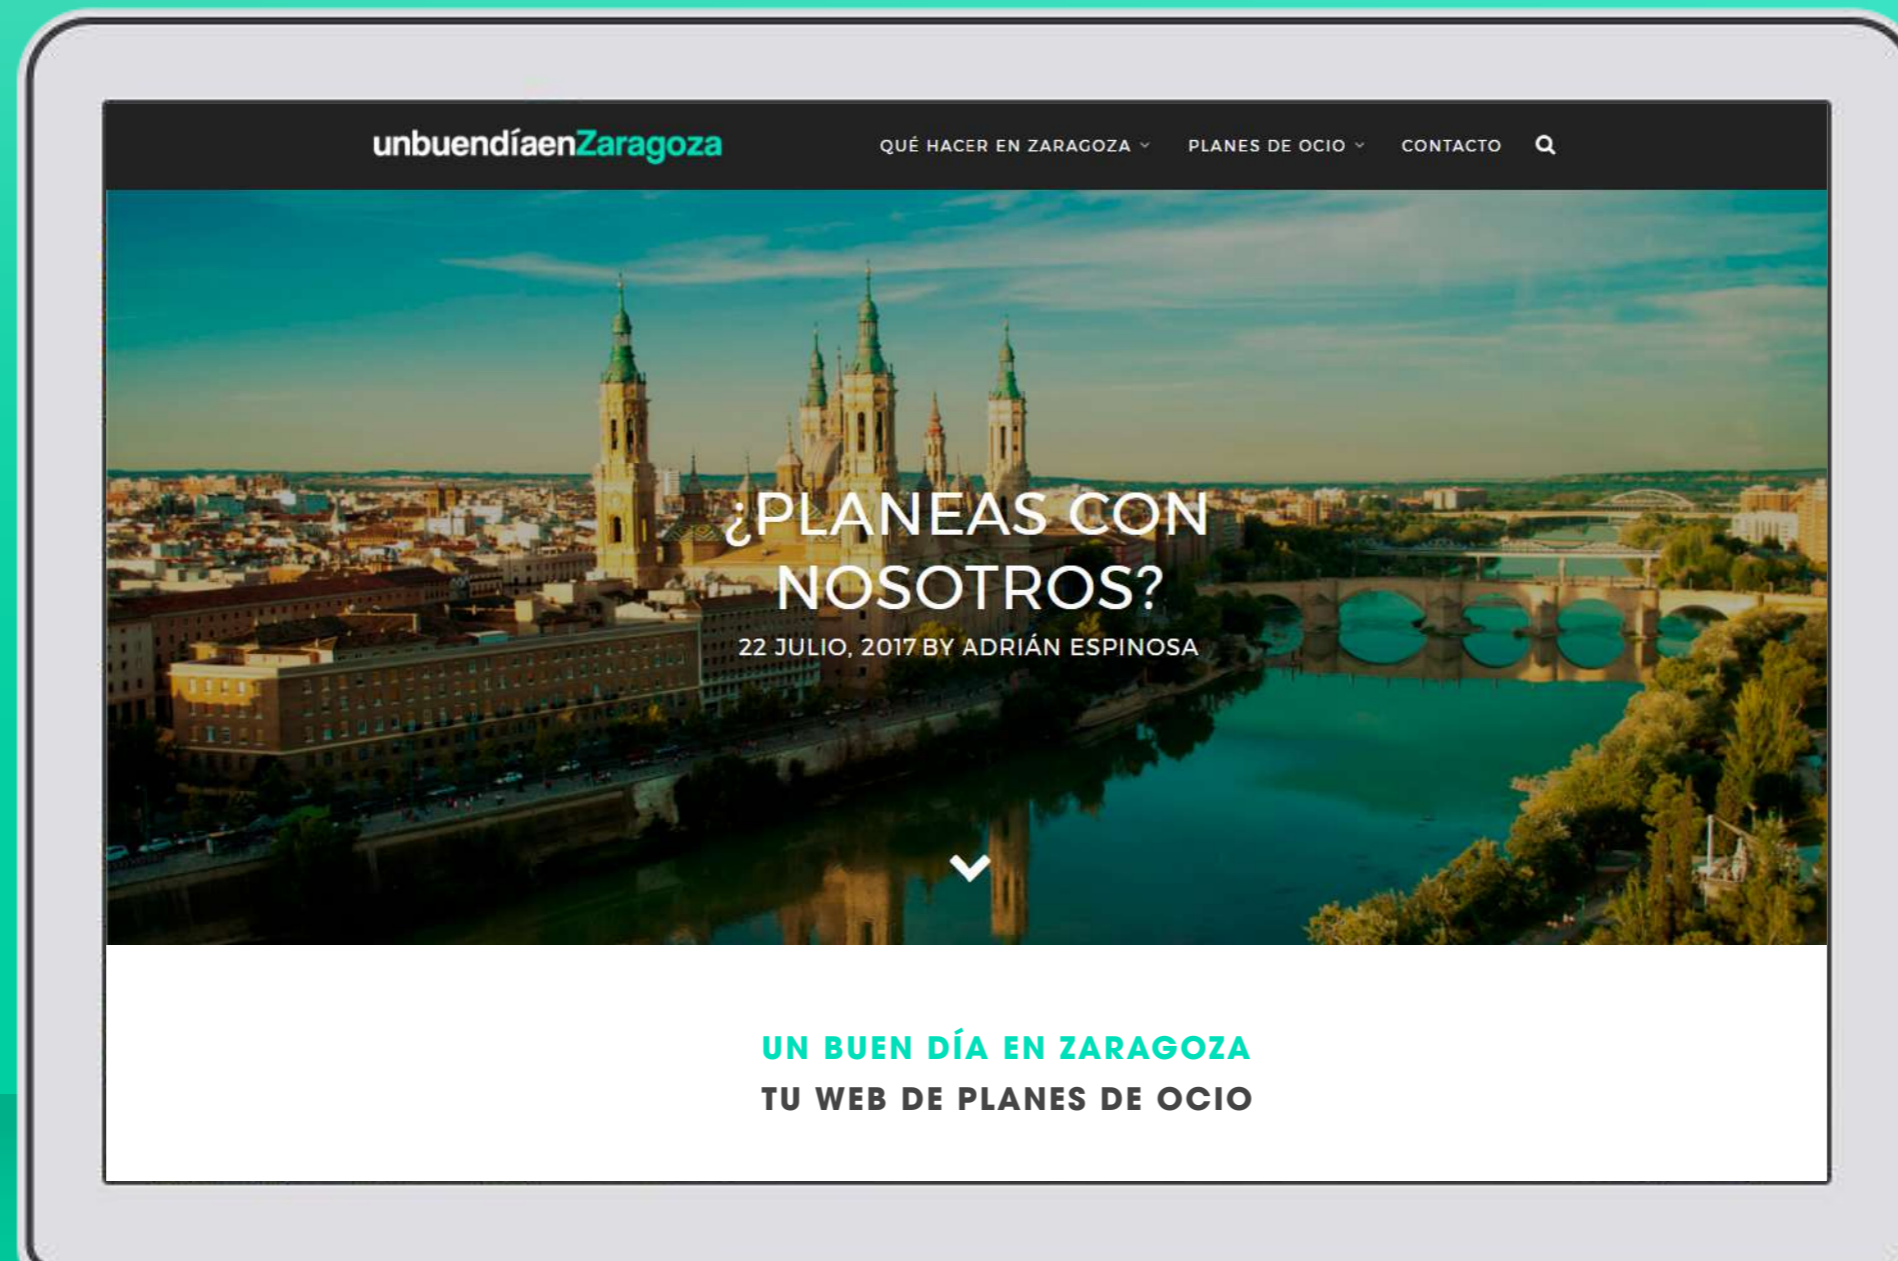 unbuendíaenZaragoza
QUÉ HACER EN ZARAGOZA PLANES DE OCIO CONTACTO
¿PLANEAS CON
NOSOTROS?
22 JULIO, 2017 BY ADRIÁN ESPINOSA
UN BUEN DÍA EN ZARAGOZA
TU WEB DE PLANES DE OCIO